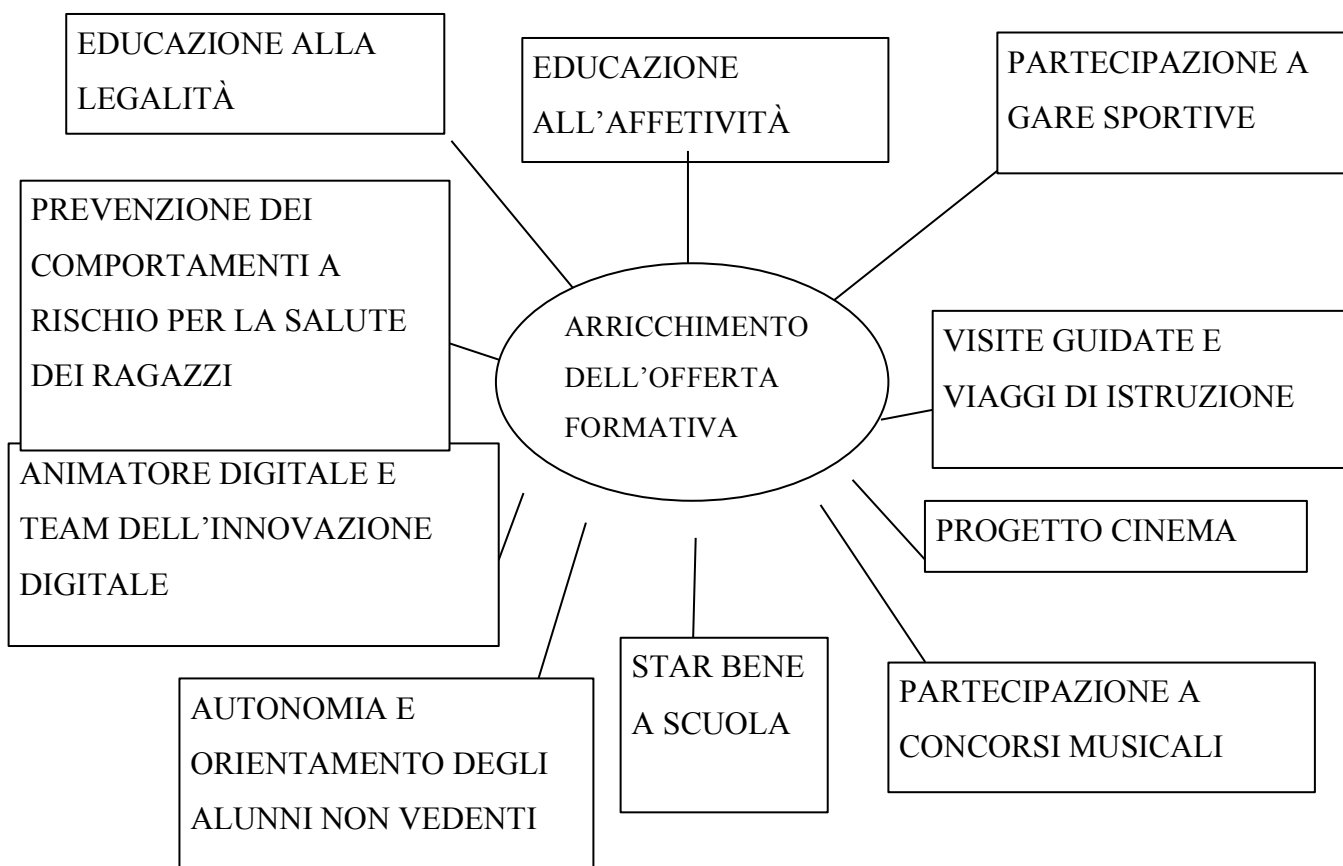 EDUCAZIONE ALLA
LEGALITÀ
EDUCAZIONE
ALL’AFFETIVITÀ
PARTECIPAZIONE A
GARE SPORTIVE
PREVENZIONE DEI
COMPORTAMENTI A
RISCHIO PER LA SALUTE
DEI RAGAZZI
ARRICCHIMENTO
DELL’OFFERTA
FORMATIVA
VISITE GUIDATE E
VIAGGI DI ISTRUZIONE
ANIMATORE DIGITALE E
TEAM DELL’INNOVAZIONE
DIGITALE
PROGETTO CINEMA
AUTONOMIA E
ORIENTAMENTO DEGLI
ALUNNI NON VEDENTI
STAR BENE
A SCUOLA
PARTECIPAZIONE A
CONCORSI MUSICALI